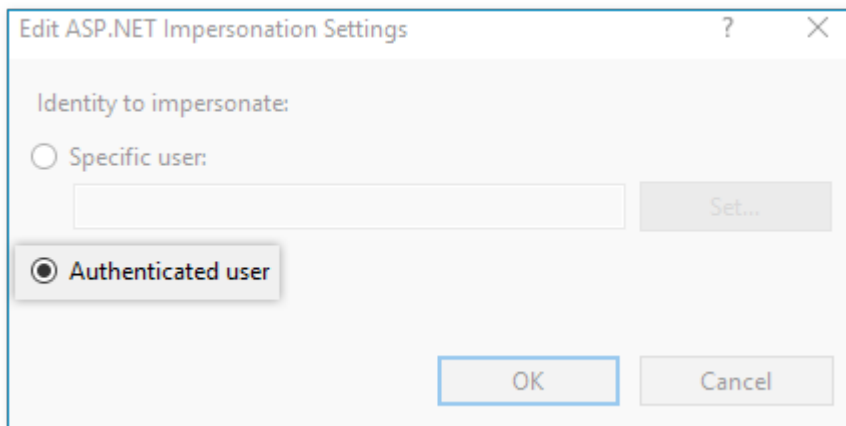 Edit ASP.NET Impersonation Settings ?
Identity to impersonate:
Specific user:
Set...
Authenticated user
OK Cancel